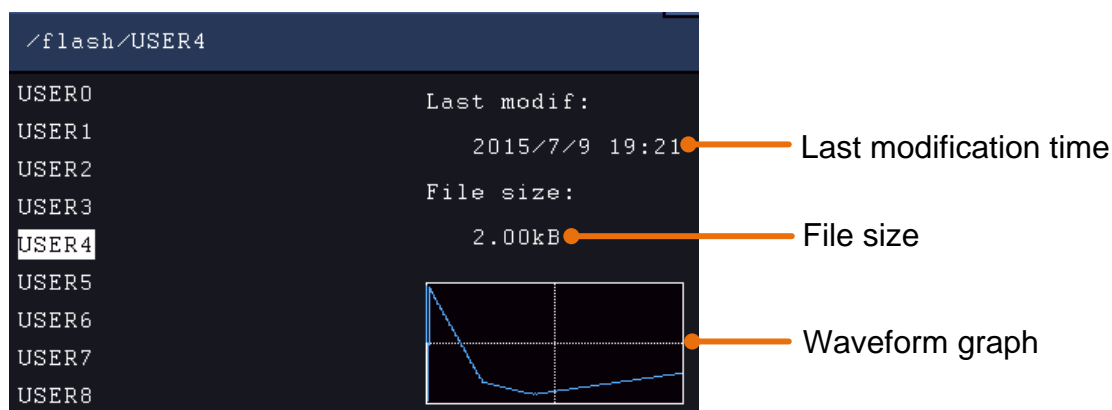 /flash/USER4
USER0
USER1
USER2
USER3
USER4
USER5
USER6
USER7
USER8
Last modif:
2015/7/9 19:21
File size:
2.00kB
Last modification time
File size
Waveform graph